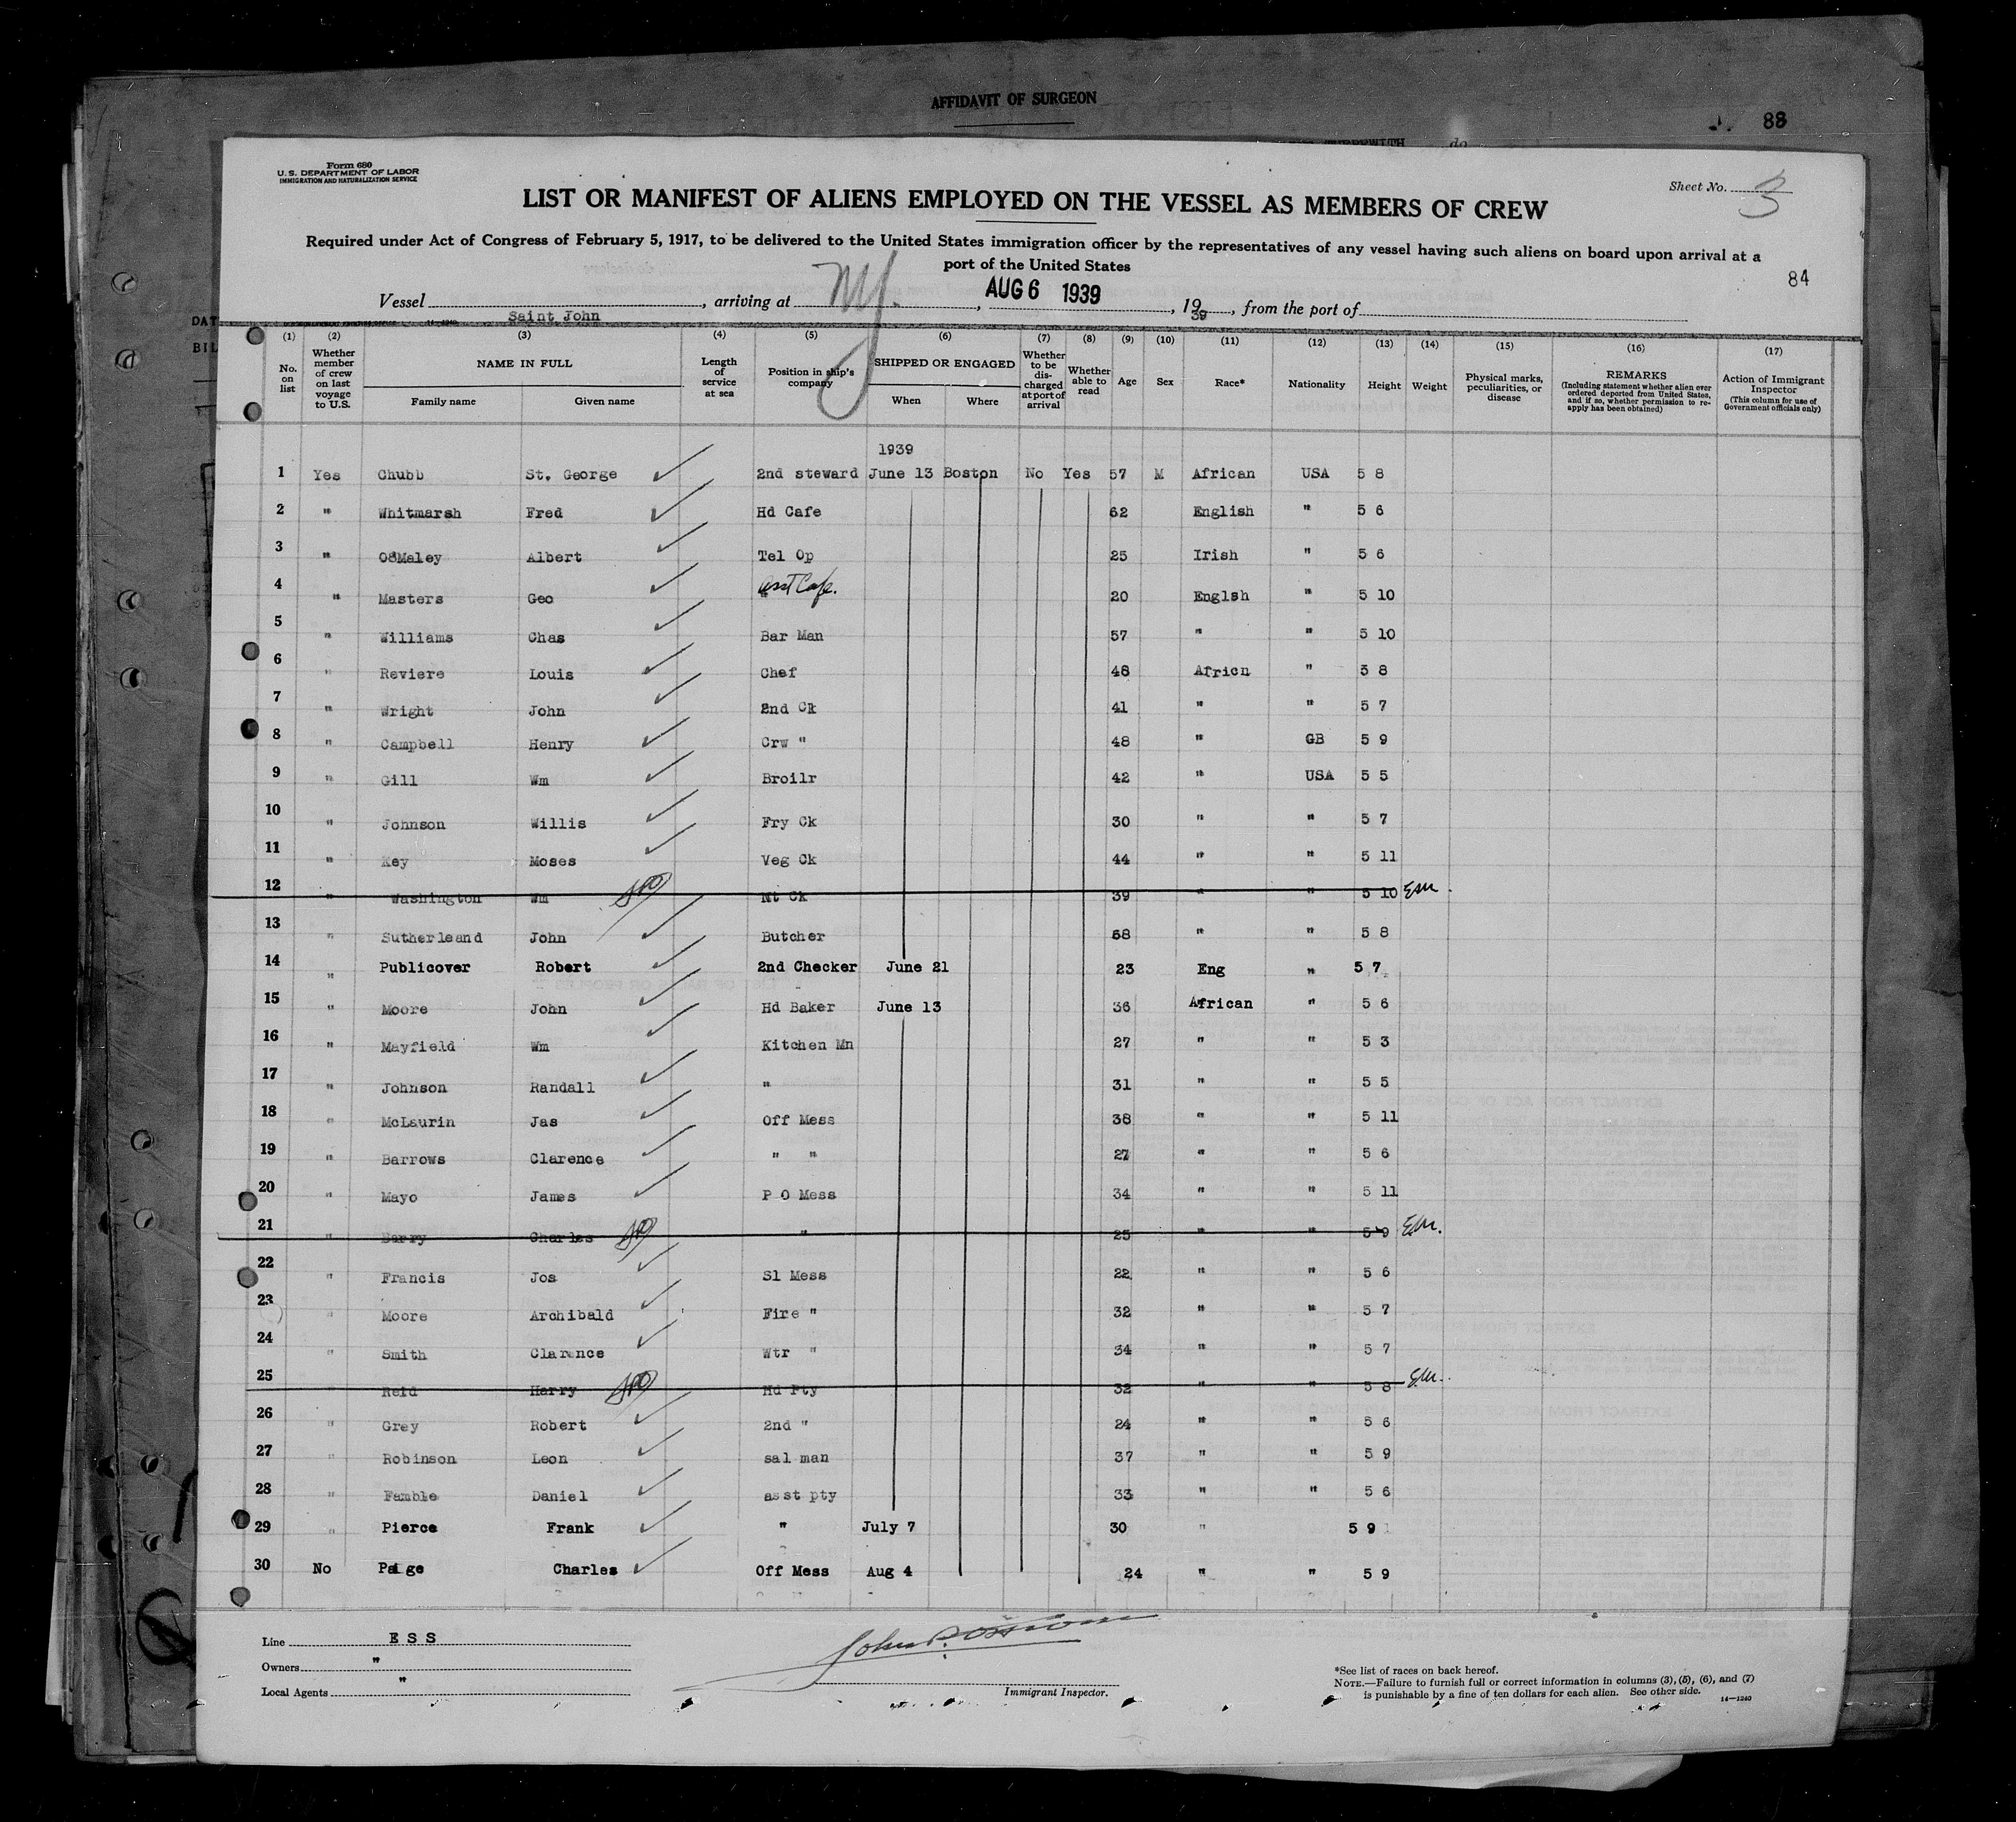 AFFIDAVIT OF SURGEON
88
Form 680
U. S. DEPARTMENT OF LABOR
IMMIGRATION AND NATURALIZATION SERVICE
Sheet No. 3
LIST OR MANIFEST OF ALIENS EMPLOYED ON THE VESSEL AS MEMBERS OF CREW
Required under Act of Congress of February 5, 1917, to be delivered to the United States immigration officer by the representatives of any vessel having such aliens on board upon arrival at a
port of the United States
84
Vessel Saint John, arriving at NY., AUG 6 1939, 1939, from the port of
(1) (2) (3) (4) (5) (6) (7) (8) (9) (10) (11) (12) (13) (14) (15) (16) (17)
No. on list
Whether member of crew on last voyage to U.S.
NAME IN FULL
Family name
Given name
Length of service at sea
Position in ship's company
SHIPPED OR ENGAGED
When
Where
Whether to be discharged at port of arrival
Whether able to read
Age
Sex
Race*
Nationality
Height
Weight
Physical marks, peculiarities, or disease
REMARKS
(Including statement whether alien ever ordered deported from United States, and if so, whether permission to re-apply has been obtained)
Action of Immigrant Inspector
(This column for use of Government officials only)
1939
1 Yes Chubb St. George 2nd steward June 13 Boston No Yes 57 M African USA 5 8
2 " Whitmarsh Fred Hd Cafe 62 English " 5 6
3 " O8Maley Albert Tel Op 25 Irish " 5 6
4 " Masters Geo asst Cafe. 20 Englsh " 5 10
5 " Williams Chas Bar Man 57 " " 5 10
6 " Reviere Louis Chef 48 Africn " 5 8
7 " Wright John 2nd Ck 41 " " 5 7
8 " Campbell Henry Crw " 48 " GB 5 9
9 " Gill Wm Broilr 42 " USA 5 5
10 " Johnson Willis Fry Ck 30 " " 5 7
11 " Key Moses Veg Ck 44 " " 5 11
12 " Washington Wm Nt Ck 39 " " 5 10
13 " Sutherleand John Butcher 68 " " 5 8
14 " Publicover Robert 2nd Checker June 21 23 Eng " 5 7
15 " Moore John Hd Baker June 13 36 African " 5 6
16 " Mayfield Wm Kitchen Mn 27 " " 5 3
17 " Johnson Randall " 31 " " 5 5
18 " McLaurin Jas Off Mess 38 " " 5 11
19 " Barrows Clarence " " 27 " " 5 6
20 " Mayo James P O Mess 34 " " 5 11
21 " Barry Charles " 25 " " 5 9
22 " Francis Jos Sl Mess 22 " " 5 6
23 " Moore Archibald Fire " 32 " " 5 7
24 " Smith Clarence Wtr " 34 " " 5 7
25 " Reid Harry Hd Pty 32 " " 5 8
26 " Grey Robert 2nd " 24 " " 5 6
27 " Robinson Leon sal man 37 " " 5 9
28 " Famble Daniel asst pty 33 " " 5 6
29 " Pierce Frank " July 7 30 " 5 9
30 No Paige Charles Off Mess Aug 4 24 " " 5 9
Line E S S
Owners "
Local Agents "
Immigrant Inspector.
*See list of races on back hereof.
NOTE.—Failure to furnish full or correct information in columns (3), (5), (6), and (7)
is punishable by a fine of ten dollars for each alien. See other side.
14—1240